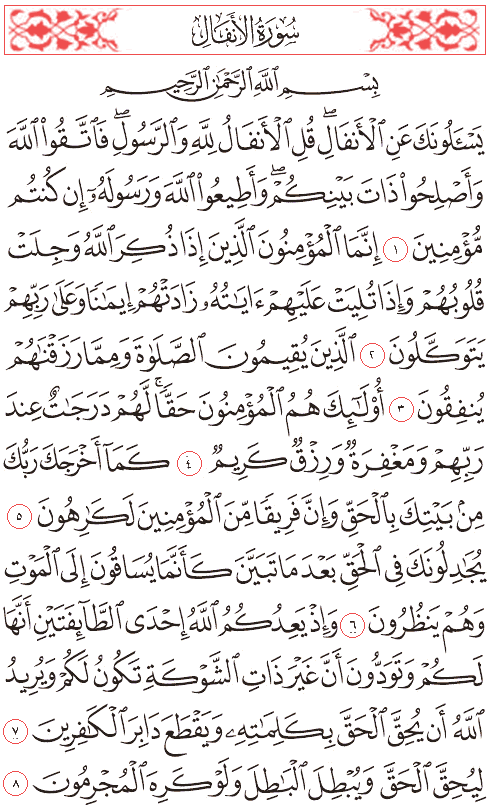 سُورَةُ الأَنفَالِ
بِسْمِ اللَّهِ الرَّحْمَٰنِ الرَّحِيمِ
يَسْـَٔلُونَكَ عَنِ ٱلْأَنفَالِ ۖ قُلِ ٱلْأَنفَالُ لِلَّهِ وَٱلرَّسُولِ ۖ فَٱتَّقُوا۟ ٱللَّهَ
وَأَصْلِحُوا۟ ذَاتَ بَيْنِكُمْ ۖ وَأَطِيعُوا۟ ٱللَّهَ وَرَسُولَهُۥٓ إِن كُنتُم
مُّؤْمِنِينَ ١ إِنَّمَا ٱلْمُؤْمِنُونَ ٱلَّذِينَ إِذَا ذُكِرَ ٱللَّهُ وَجِلَتْ
قُلُوبُهُمْ وَإِذَا تُلِيَتْ عَلَيْهِمْ ءَايَـٰتُهُۥ زَادَتْهُمْ إِيمَـٰنًا وَعَلَىٰ رَبِّهِمْ
يَتَوَكَّلُونَ ٢ ٱلَّذِينَ يُقِيمُونَ ٱلصَّلَوٰةَ وَمِمَّا رَزَقْنَـٰهُمْ
يُنفِقُونَ ٣ أُو۟لَـٰٓئِكَ هُمُ ٱلْمُؤْمِنُونَ حَقًّا ۚ لَّهُمْ دَرَجَـٰتٌ عِندَ
رَبِّهِمْ وَمَغْفِرَةٌ وَرِزْقٌ كَرِيمٌ ٤ كَمَآ أَخْرَجَكَ رَبُّكَ
مِنۢ بَيْتِكَ بِٱلْحَقِّ وَإِنَّ فَرِيقًا مِّنَ ٱلْمُؤْمِنِينَ لَكَـٰرِهُونَ ٥
يُجَـٰدِلُونَكَ فِى ٱلْحَقِّ بَعْدَ مَا تَبَيَّنَ كَأَنَّمَا يُسَاقُونَ إِلَى ٱلْمَوْتِ
وَهُمْ يَنظُرُونَ ٦ وَإِذْ يَعِدُكُمُ ٱللَّهُ إِحْدَى ٱلطَّآئِفَتَيْنِ أَنَّهَا
لَكُمْ وَتَوَدُّونَ أَنَّ غَيْرَ ذَاتِ ٱلشَّوْكَةِ تَكُونُ لَكُمْ وَيُرِيدُ
ٱللَّهُ أَن يُحِقَّ ٱلْحَقَّ بِكَلِمَـٰتِهِۦ وَيَقْطَعَ دَابِرَ ٱلْكَـٰفِرِينَ ٧
لِيُحِقَّ ٱلْحَقَّ وَيُبْطِلَ ٱلْبَـٰطِلَ وَلَوْ كَرِهَ ٱلْمُجْرِمُونَ ٨